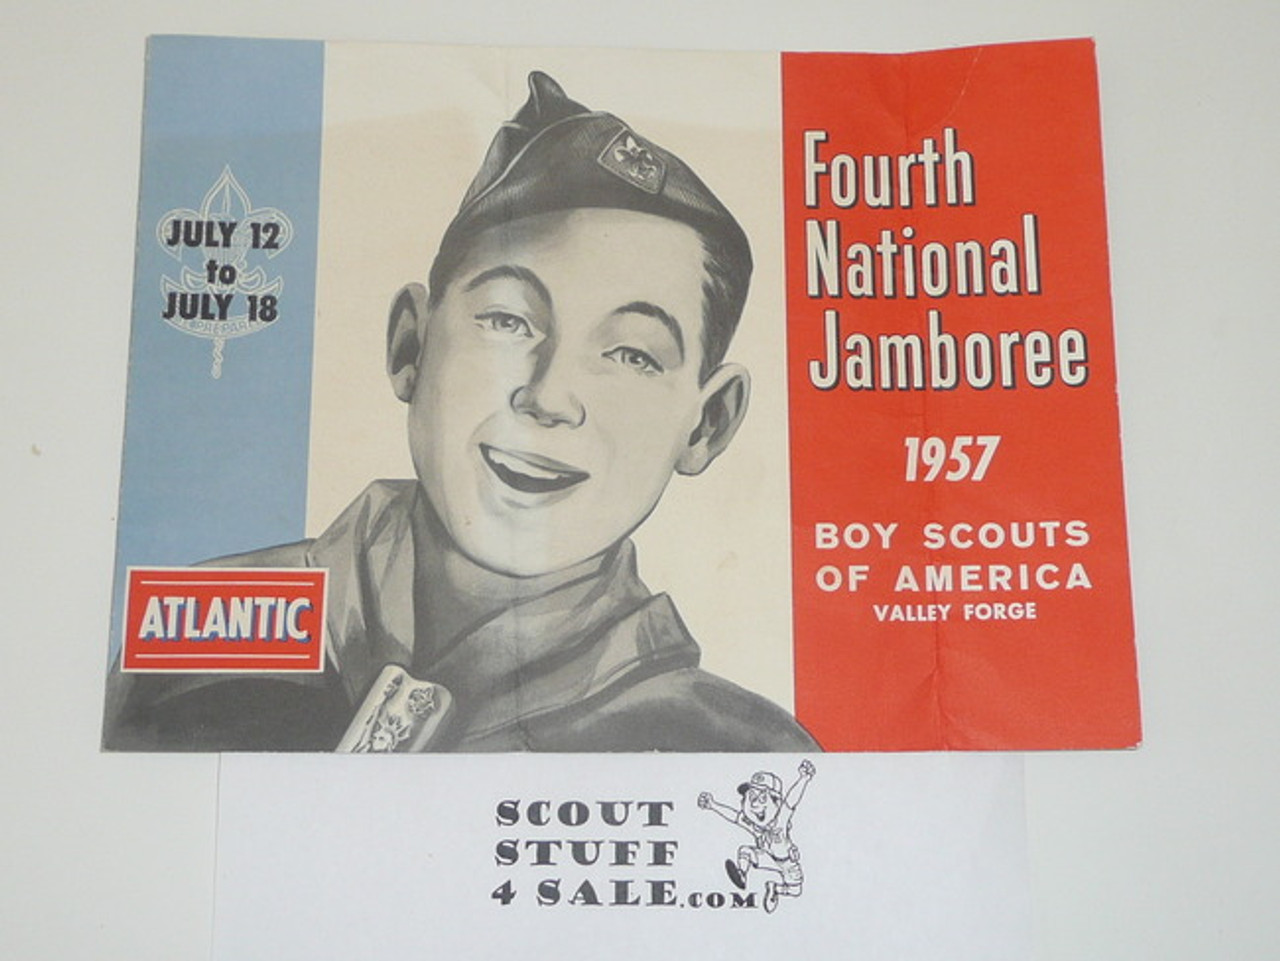 JULY 12
to
JULY 18
PREPARED
ATLANTIC
Fourth
National
Jamboree
1957
BOY SCOUTS
OF AMERICA
VALLEY FORGE
SCOUT
STUFF
4 SALE.COM